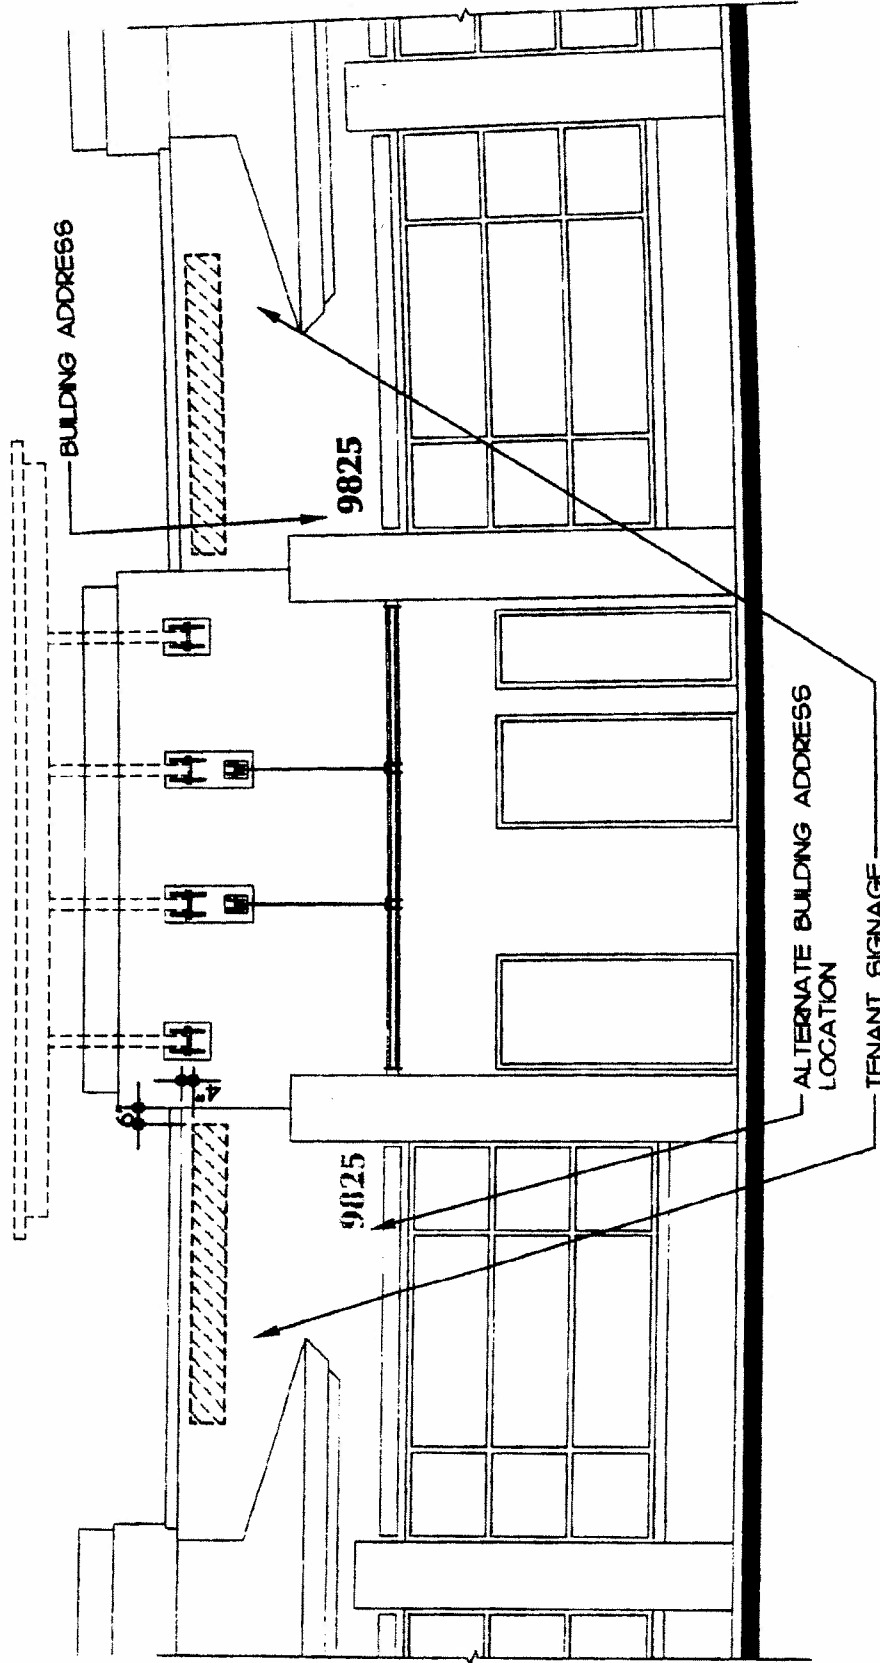 BUILDING ADDRESS
6"
4"
9825
9825
ALTERNATE BUILDING ADDRESS
LOCATION
TENANT SIGNAGE